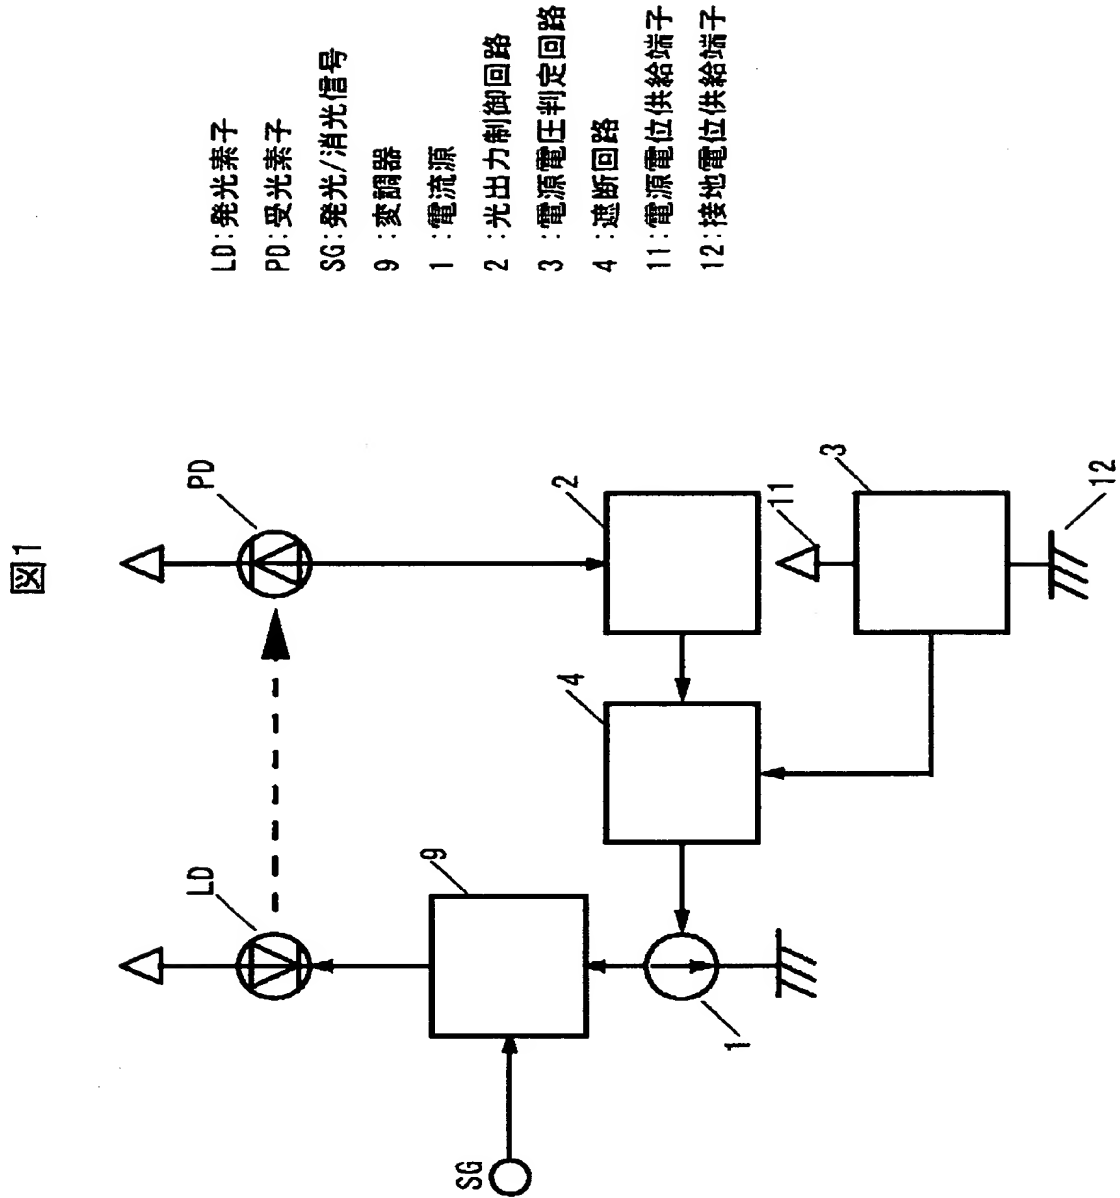 図1
LD
PD
SG
9
1
4
2
11
3
12
LD:発光素子
PD:受光素子
SG:発光/消光信号
9:変調器
1:電流源
2:光出力制御回路
3:電源電圧判定回路
4:遮断回路
11:電源電位供給端子
12:接地電位供給端子